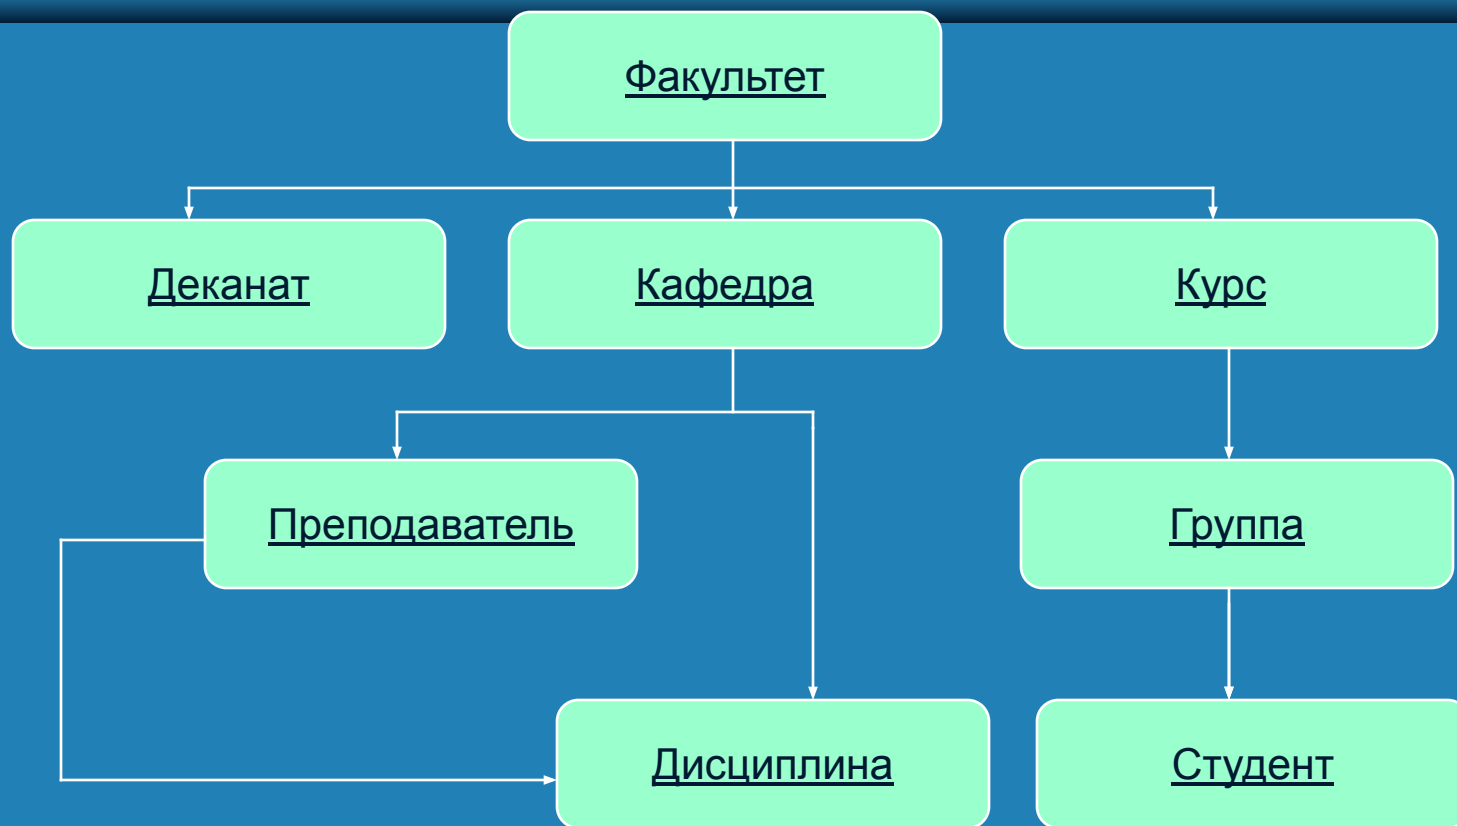 Факультет
Деканат
Кафедра
Курс
Преподаватель
Группа
Дисциплина
Студент